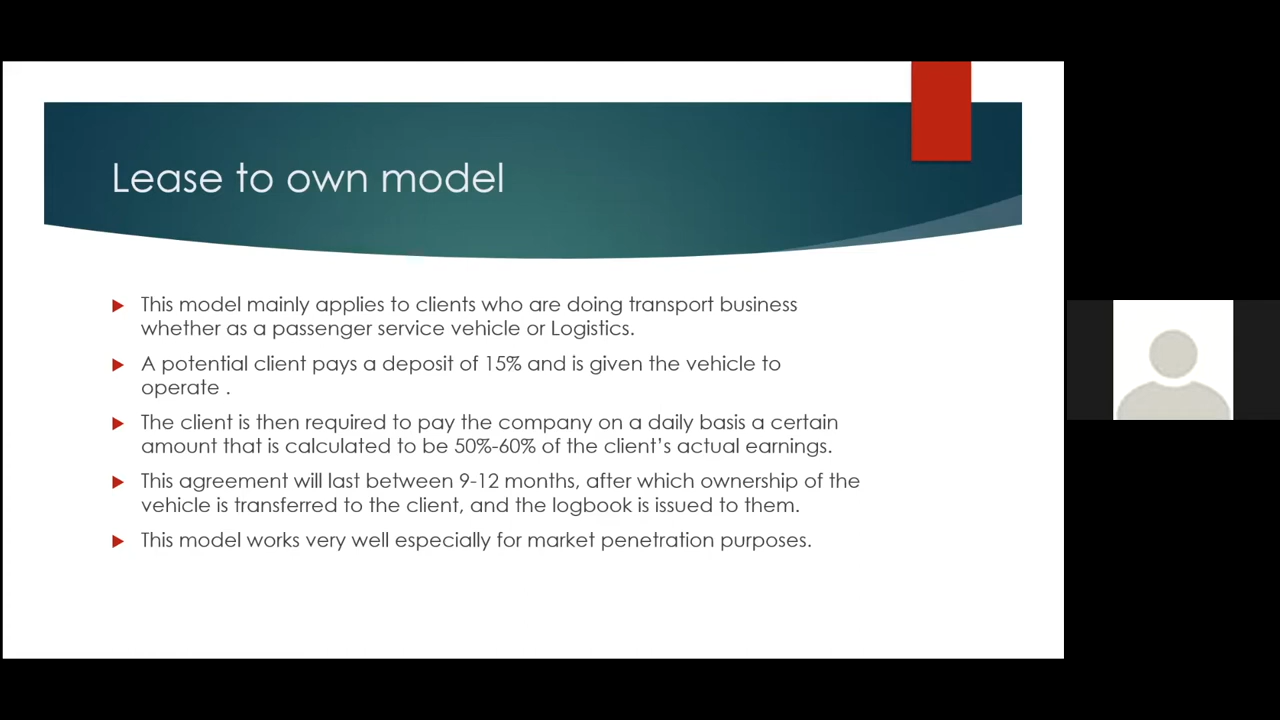 Lease to own model
This model mainly applies to clients who are doing transport business
whether as a passenger service vehicle or Logistics.
A potential client pays a deposit of 15% and is given the vehicle to
operate .
The client is then required to pay the company on a daily basis a certain
amount that is calculated to be 50%-60% of the client’s actual earnings.
This agreement will last between 9-12 months, after which ownership of the
vehicle is transferred to the client, and the logbook is issued to them.
This model works very well especially for market penetration purposes.